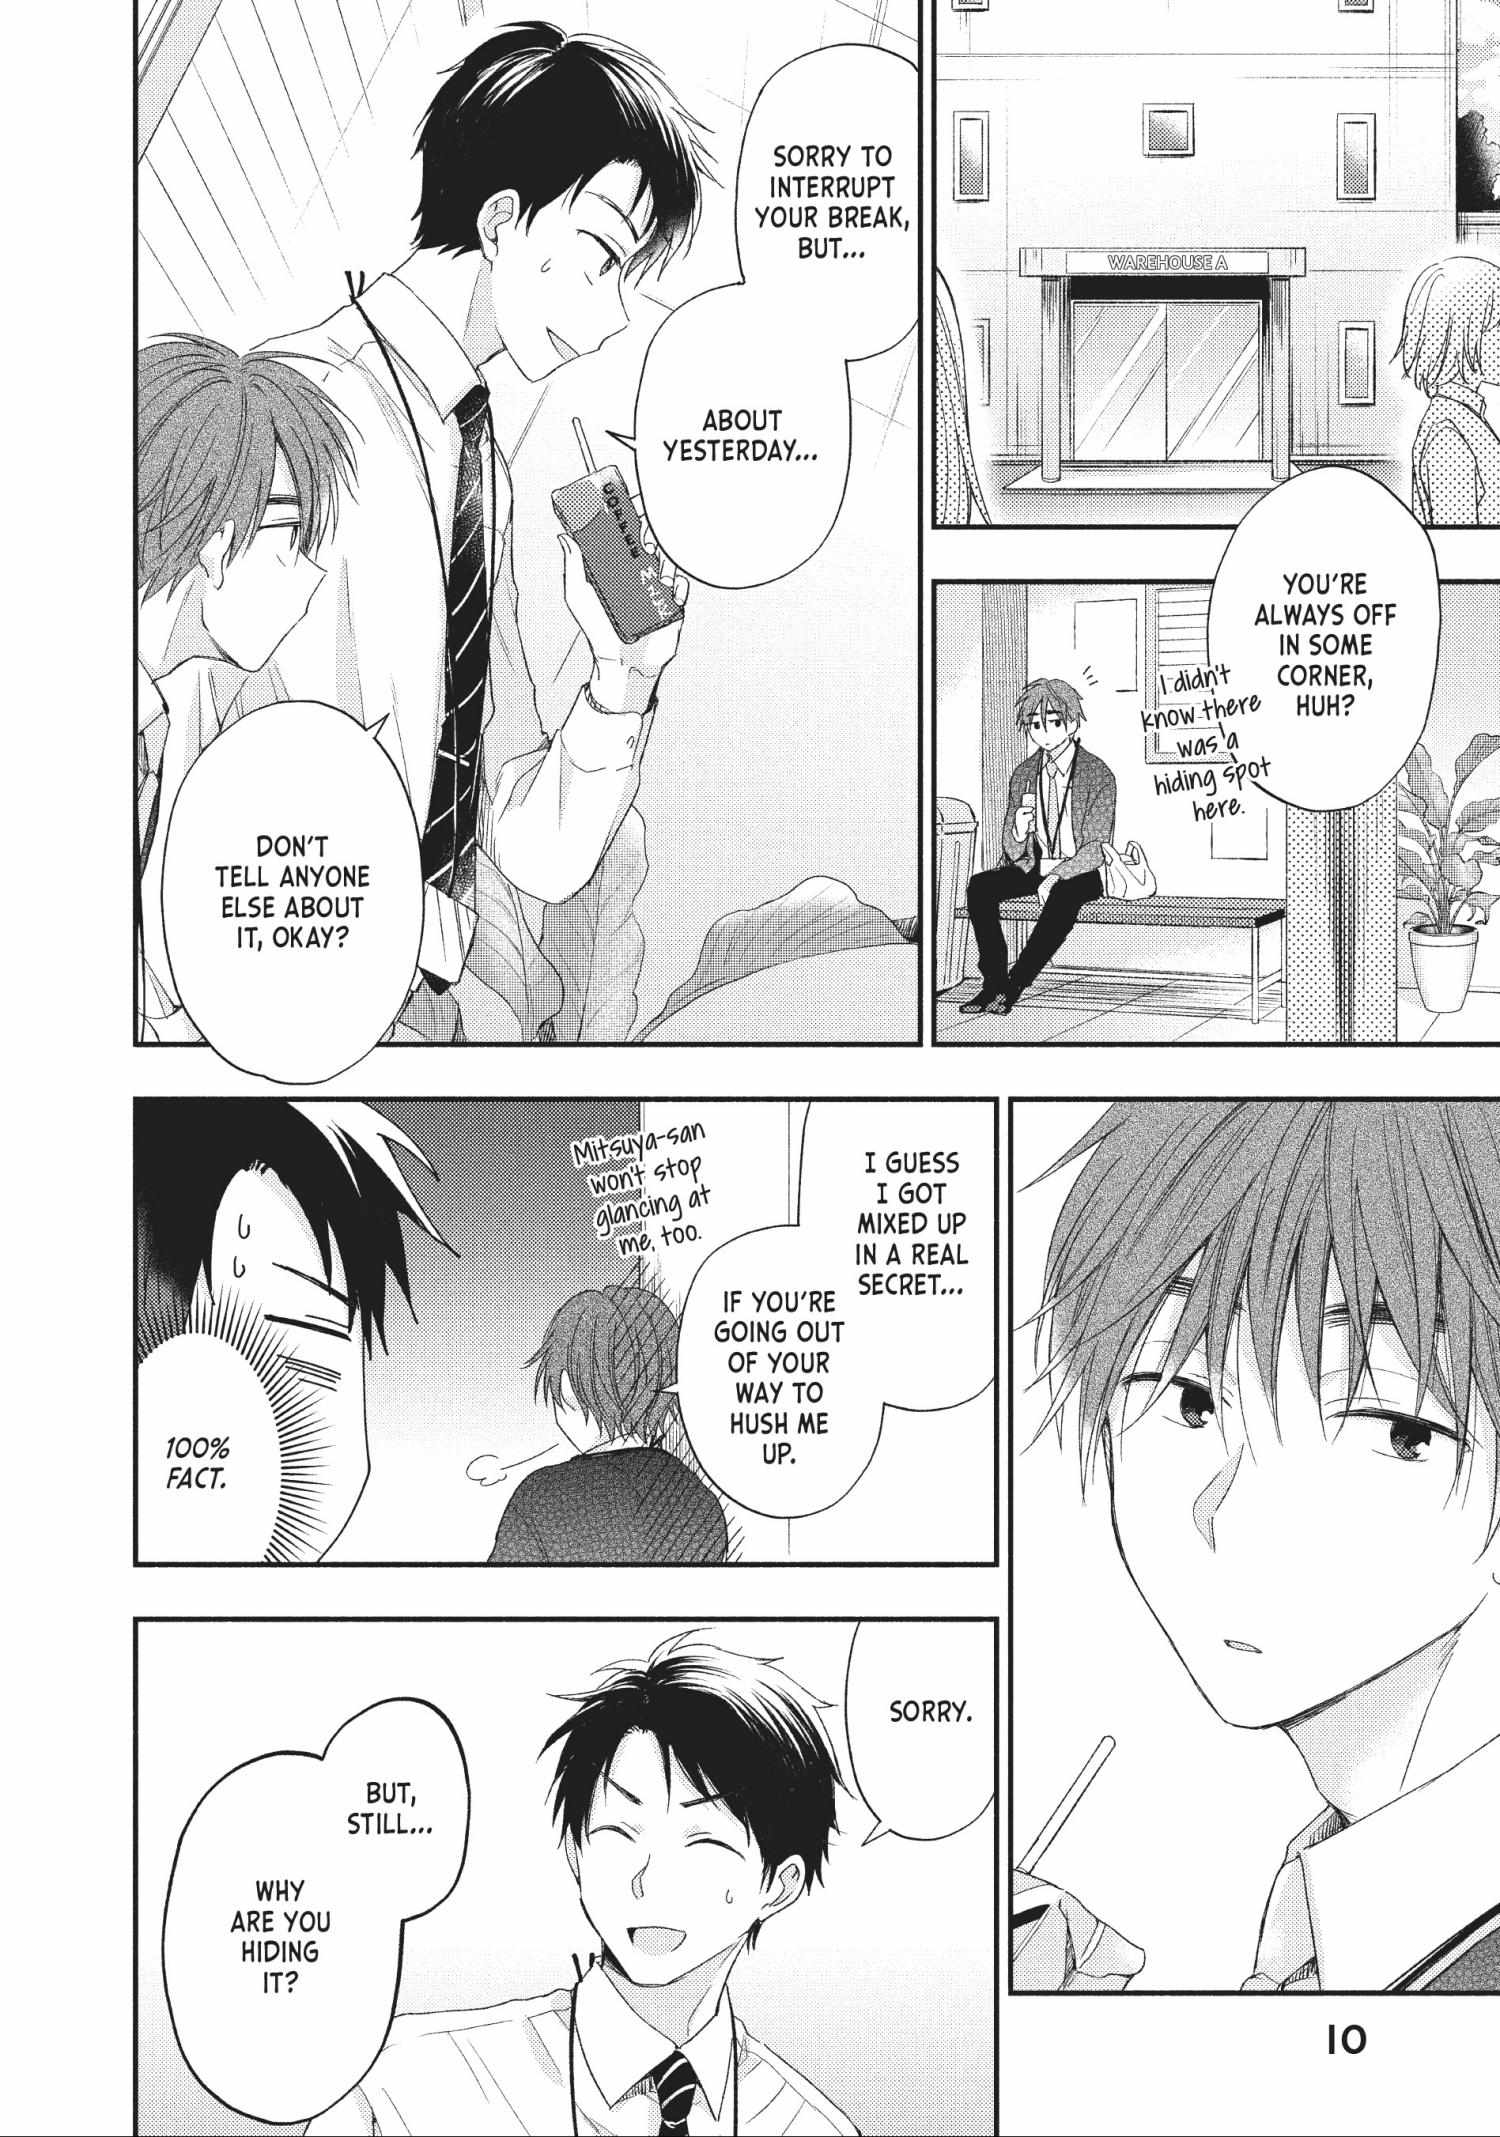 WAREHOUSE A
YOU'RE
ALWAYS OFF
IN SOME
CORNER,
HUH?
I didn't
know there
was a
hiding spot
here.
SORRY TO
INTERRUPT
YOUR BREAK,
BUT...
ABOUT
YESTERDAY...
COFFEE
MILK
DON'T
TELL ANYONE
ELSE ABOUT
IT, OKAY?
I GUESS
I GOT
MIXED UP
IN A REAL
SECRET...
IF YOU'RE
GOING OUT
OF YOUR
WAY TO
HUSH ME
UP.
Mitsuya-san
won't stop
glancing at
me, too.
100%
FACT.
SORRY.
BUT,
STILL...
WHY
ARE YOU
HIDING
IT?
10